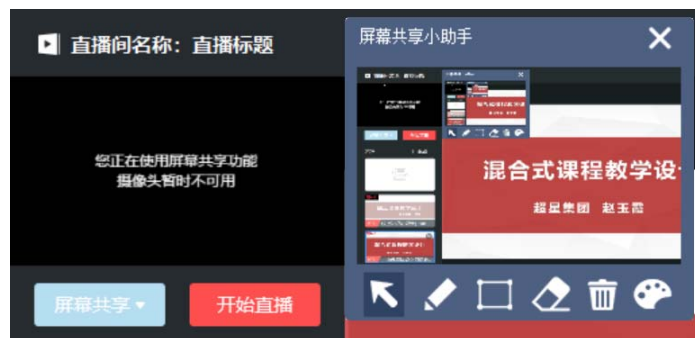 直播间名称：直播标题
您正在使用屏幕共享功能
摄像头暂时不可用
屏幕共享
开始直播
屏幕共享小助手
混合式课程教学设
超星集团 赵玉霞